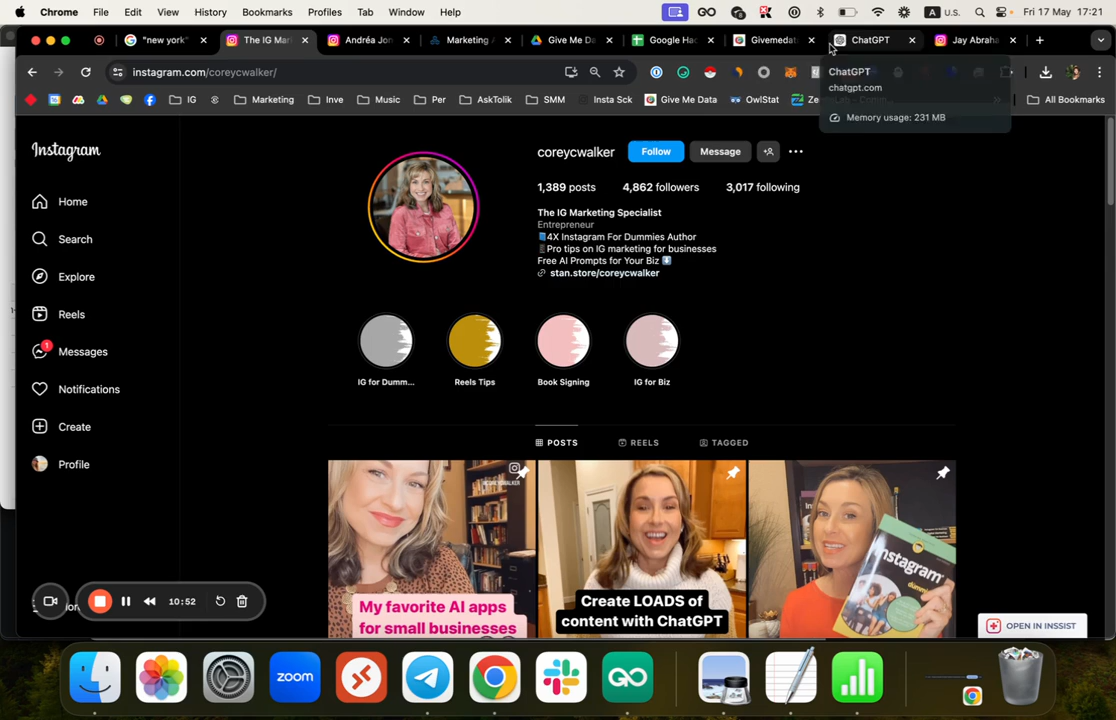 Chrome File Edit View History Bookmarks Profiles Tab Window Help
A U.S. Fri 17 May 17:21
"new york"
The IG Mar
Andréa Jon
Marketing
Give Me Da
Google Hac
Givemedat
ChatGPT
Jay Abraha
instagram.com/coreycwalker/
ChatGPT
chatgpt.com
Memory usage: 231 MB
IG
Marketing
Inve
Music
Per
AskTolik
SMM
Insta Sck
Give Me Data
OwlStat
All Bookmarks
Instagram
Home
Search
Explore
Reels
1
Messages
Notifications
Create
Profile
coreycwalker Follow Message
1,389 posts 4,862 followers 3,017 following
The IG Marketing Specialist
Entrepreneur
4X Instagram For Dummies Author
Pro tips on IG marketing for businesses
Free AI Prompts for Your Biz
stan.store/coreycwalker
IG for Dumm... Reels Tips Book Signing IG for Biz
POSTS REELS TAGGED
@COREYCWALKER
My favorite AI apps
for small businesses
Create LOADS of
content with ChatGPT
Instagram
dummies
10:52
OPEN IN INSSIST
zoom